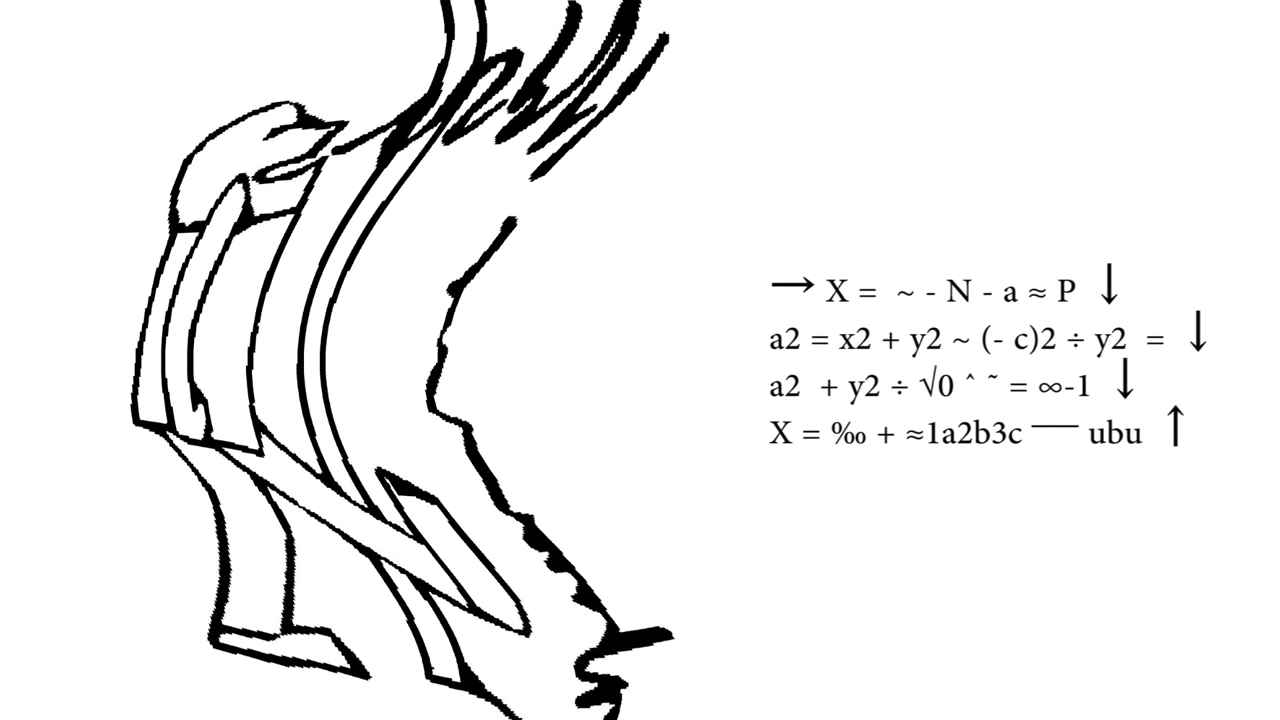 → X = ~ - N - a ≈ P ↓
a2 = x2 + y2 ~ (- c)2 ÷ y2 = ↓
a2 + y2 ÷ √0 ˆ ˜ = ∞-1 ↓
X = ‰ + ≈1a2b3c — ubu ↑